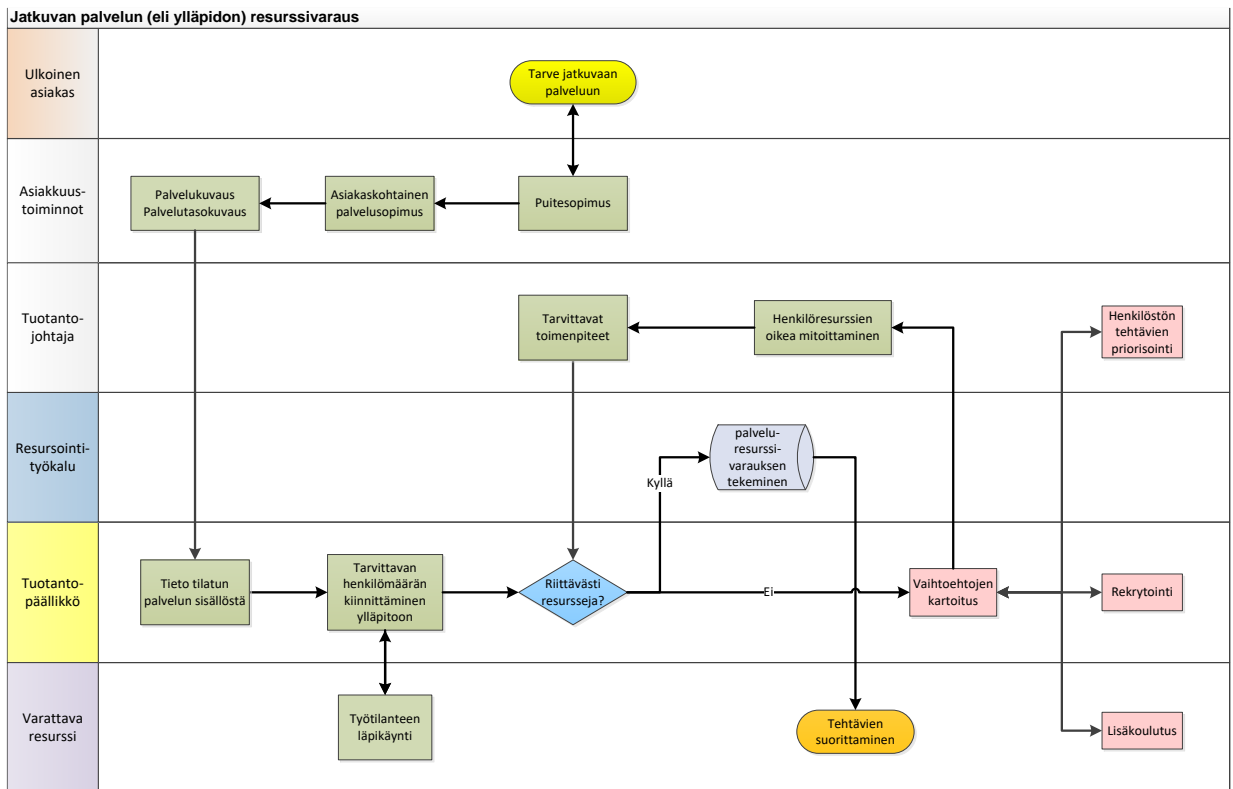 Jatkuvan palvelun (eli ylläpidon) resurssivaraus
Ulkoinen
asiakas
Tarve jatkuvaan
palveluun
Asiakkuus-
toiminnot
Palvelukuvaus
Palvelutasokuvaus
Asiakaskohtainen
palvelusopimus
Puitesopimus
Tuotanto-
johtaja
Tarvittavat
toimenpiteet
Henkilöresurssien
oikea mitoittaminen
Henkilöstön
tehtävien
priorisointi
Resursointi-
työkalu
Kyllä
palvelu-
resurssi-
varauksen
tekeminen
Tuotanto-
päällikkö
Tieto tilatun
palvelun sisällöstä
Tarvittavan
henkilömäärän
kiinnittäminen
ylläpitoon
Riittävästi
resursseja?
Ei
Vaihtoehtojen
kartoitus
Rekrytointi
Varattava
resurssi
Työtilanteen
läpikäynti
Tehtävien
suorittaminen
Lisäkoulutus